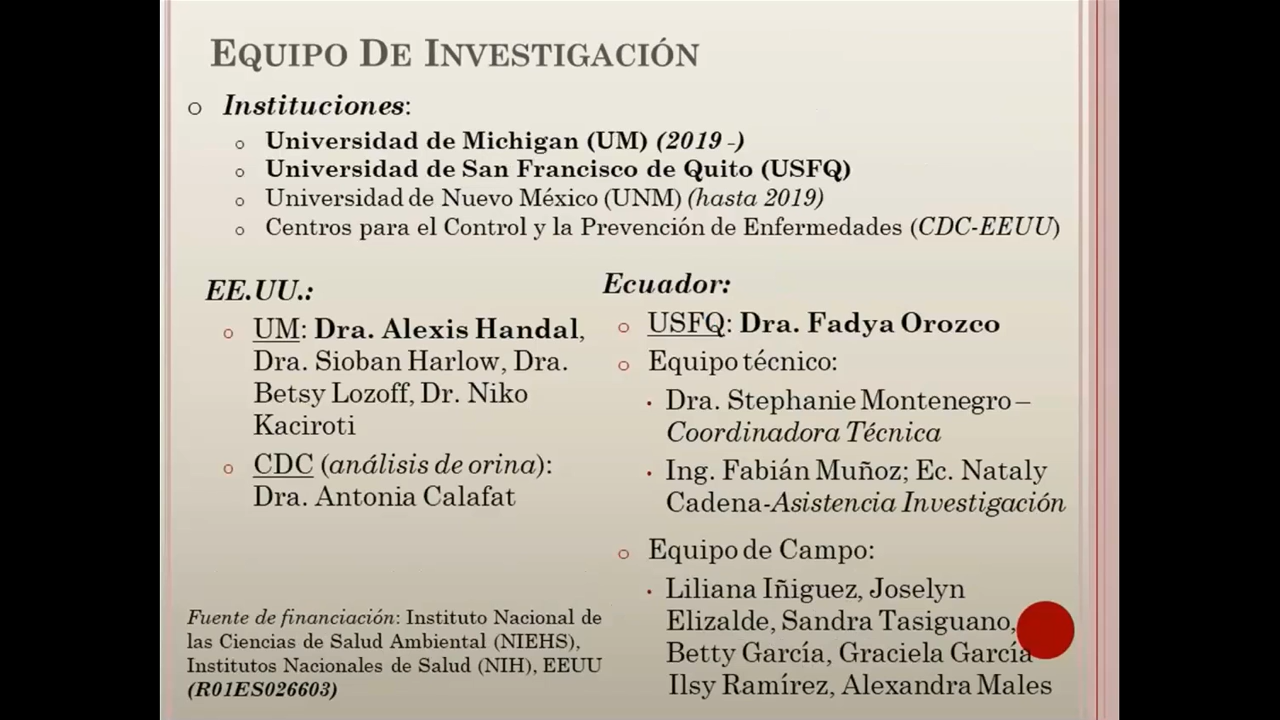 EQUIPO DE INVESTIGACIÓN
Instituciones:
Universidad de Michigan (UM) (2019 -)
Universidad de San Francisco de Quito (USFQ)
Universidad de Nuevo México (UNM) (hasta 2019)
Centros para el Control y la Prevención de Enfermedades (CDC-EEUU)
EE.UU.:
UM: Dra. Alexis Handal,
Dra. Sioban Harlow, Dra.
Betsy Lozoff, Dr. Niko
Kaciroti
CDC (análisis de orina):
Dra. Antonia Calafat
Fuente de financiación: Instituto Nacional de
las Ciencias de Salud Ambiental (NIEHS),
Institutos Nacionales de Salud (NIH), EEUU
(R01ES026603)
Ecuador:
USFQ: Dra. Fadya Orozco
Equipo técnico:
Dra. Stephanie Montenegro –
Coordinadora Técnica
Ing. Fabián Muñoz; Ec. Nataly
Cadena-Asistencia Investigación
Equipo de Campo:
Liliana Iñiguez, Joselyn
Elizalde, Sandra Tasiguano,
Betty García, Graciela García
Ilsy Ramírez, Alexandra Males